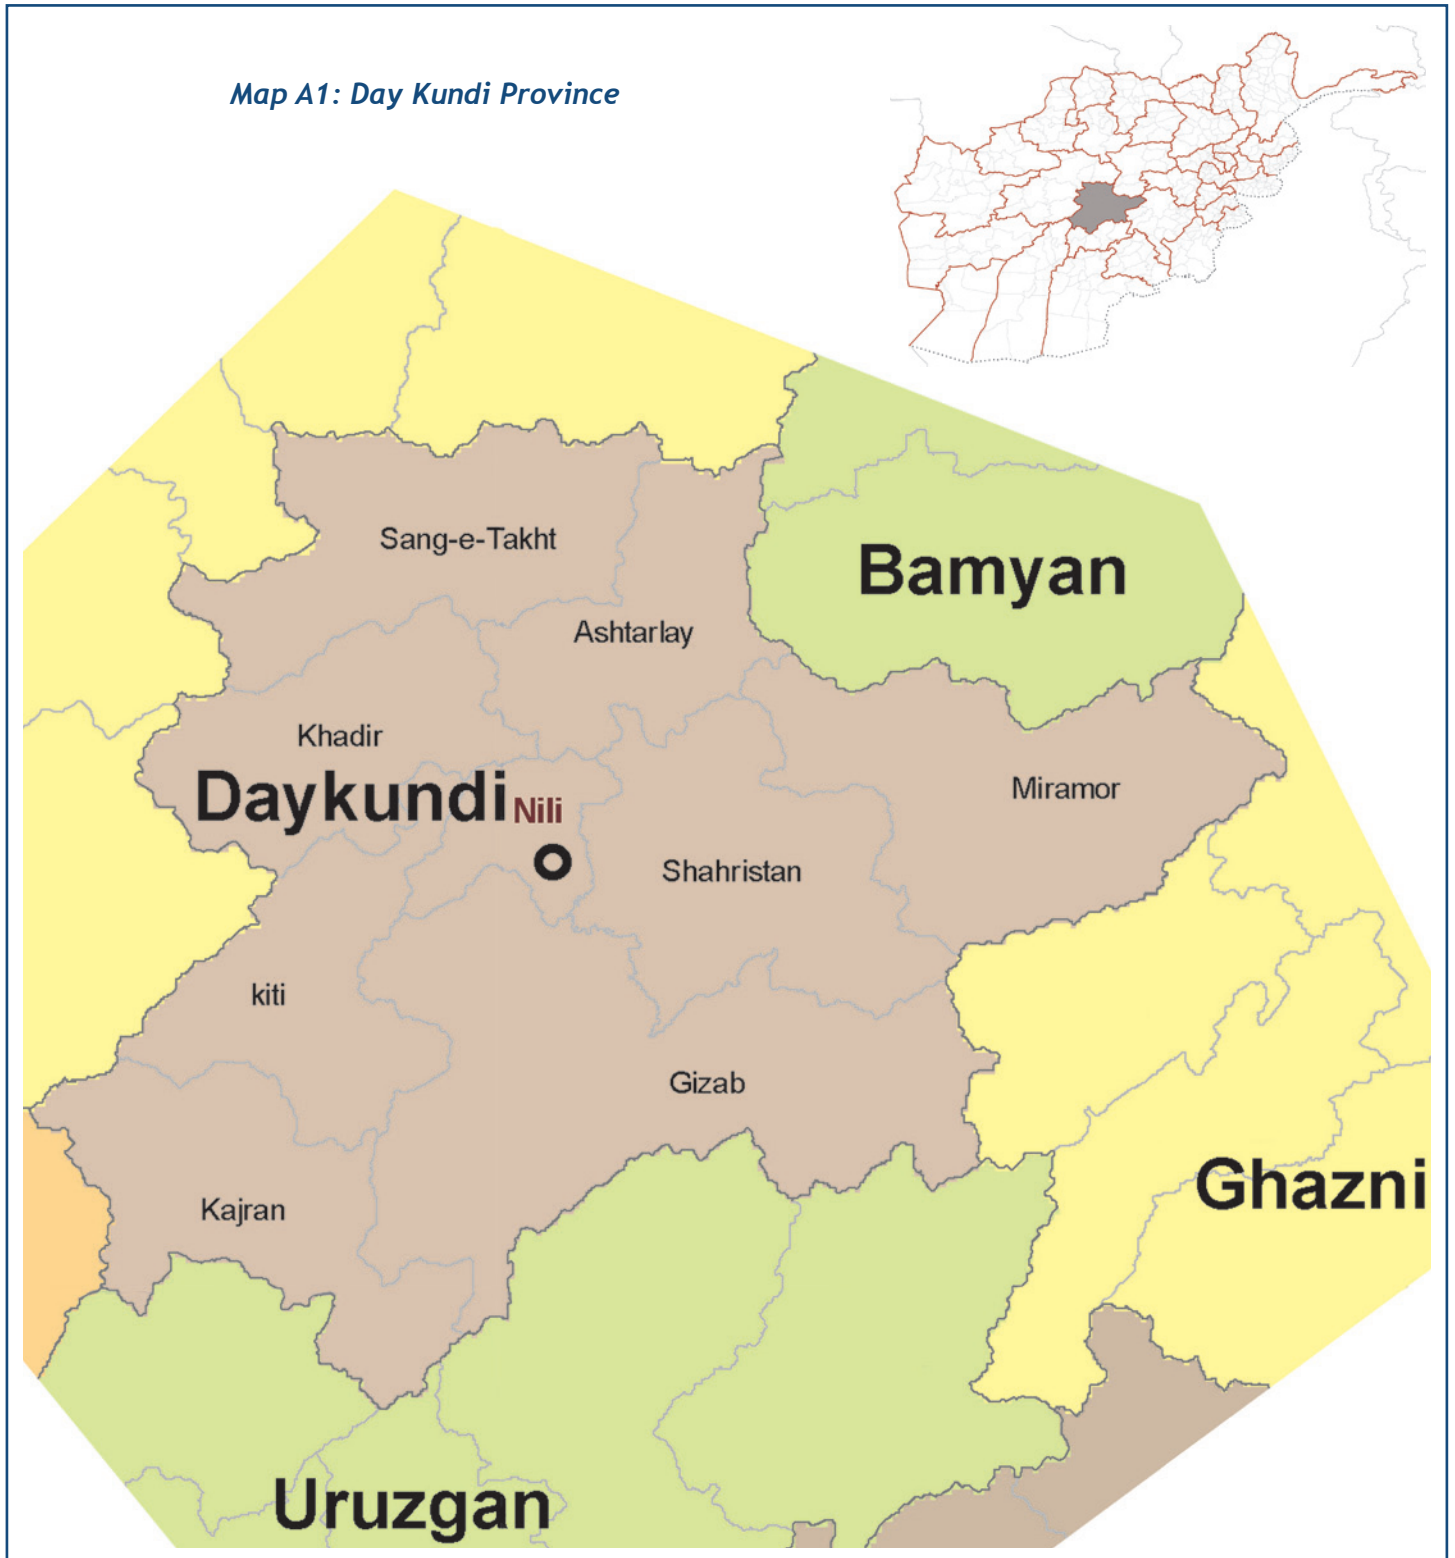 Map A1: Day Kundi Province
Sang-e-Takht
Bamyan
Ashtarlay
Khadir
Daykundi
Nili
Miramor
Shahristan
kiti
Gizab
Ghazni
Kajran
Uruzgan